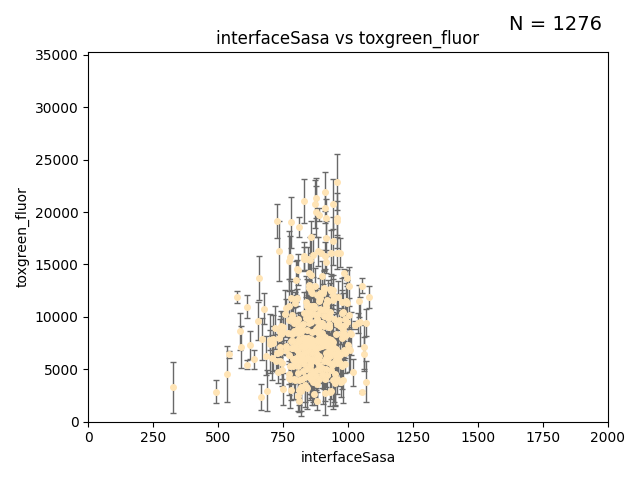 N = 1276
interfaceSasa vs toxgreen_fluor
35000
30000
25000
20000
15000
10000
5000
0
toxgreen_fluor
0 250 500 750 1000 1250 1500 1750 2000
interfaceSasa